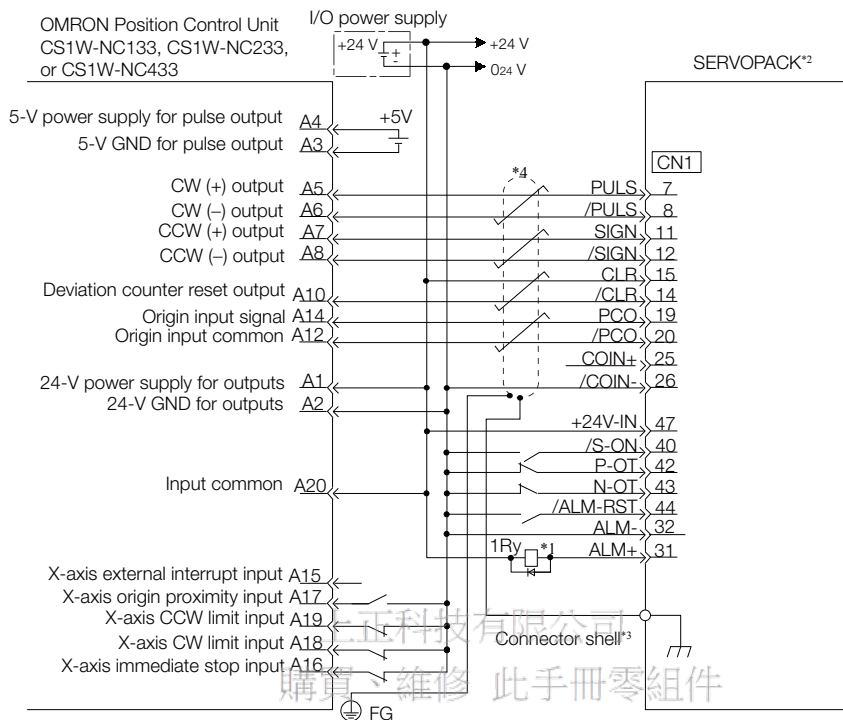 OMRON Position Control Unit
CS1W-NC133, CS1W-NC233,
or CS1W-NC433
I/O power supply
+24 V
+
-
+24 V
024 V
SERVOPACK*2
5-V power supply for pulse output A4
+5V
5-V GND for pulse output A3
*4
CN1
CW (+) output A5 PULS 7
CW (−) output A6 /PULS 8
CCW (+) output A7 SIGN 11
CCW (−) output A8 /SIGN 12
CLR 15
Deviation counter reset output A10 /CLR 14
Origin input signal A14 PCO 19
Origin input common A12 /PCO 20
COIN+ 25
24-V power supply for outputs A1 /COIN- 26
24-V GND for outputs A2
+24V-IN 47
/S-ON 40
P-OT 42
Input common A20 N-OT 43
/ALM-RST 44
ALM- 32
1Ry *1 ALM+ 31
X-axis external interrupt input A15
X-axis origin proximity input A17
X-axis CCW limit input A19
X-axis CW limit input A18
X-axis immediate stop input A16
Connector shell*3
FG
上正科技有限公司
購買、維修 此手冊零組件